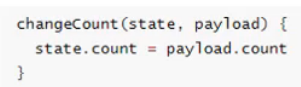 changeCount(state, payload) {
  state.count = payload.count
}